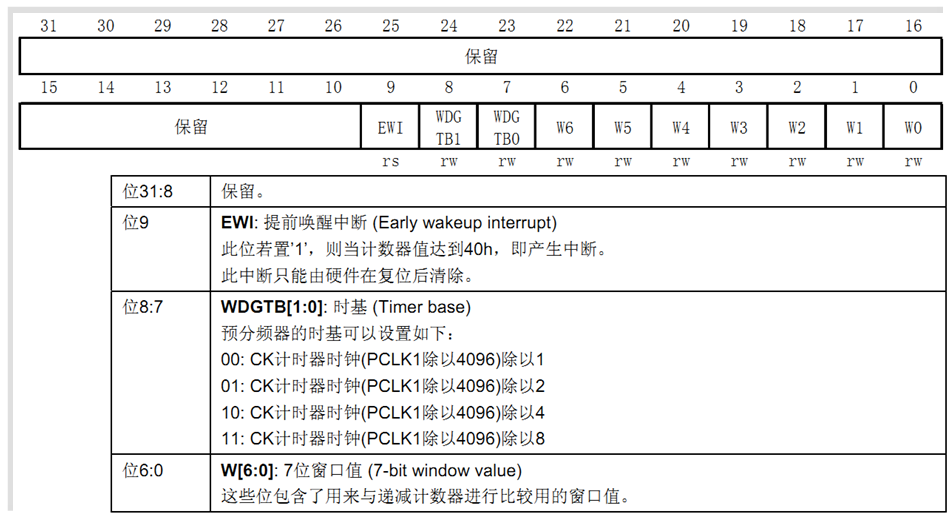 31 30 29 28 27 26 25 24 23 22 21 20 19 18 17 16
保留
15 14 13 12 11 10 9 8 7 6 5 4 3 2 1 0
保留 EWI WDG TB1 WDG TB0 W6 W5 W4 W3 W2 W1 W0
rs rw rw rw rw rw rw rw rw rw
位31:8 保留。
位9 EWI: 提前唤醒中断 (Early wakeup interrupt)
此位若置'1'，则当计数器值达到40h，即产生中断。
此中断只能由硬件在复位后清除。
位8:7 WDGTB[1:0]: 时基 (Timer base)
预分频器的时基可以设置如下：
00: CK计时器时钟(PCLK1除以4096)除以1
01: CK计时器时钟(PCLK1除以4096)除以2
10: CK计时器时钟(PCLK1除以4096)除以4
11: CK计时器时钟(PCLK1除以4096)除以8
位6:0 W[6:0]: 7位窗口值 (7-bit window value)
这些位包含了用来与递减计数器进行比较用的窗口值。